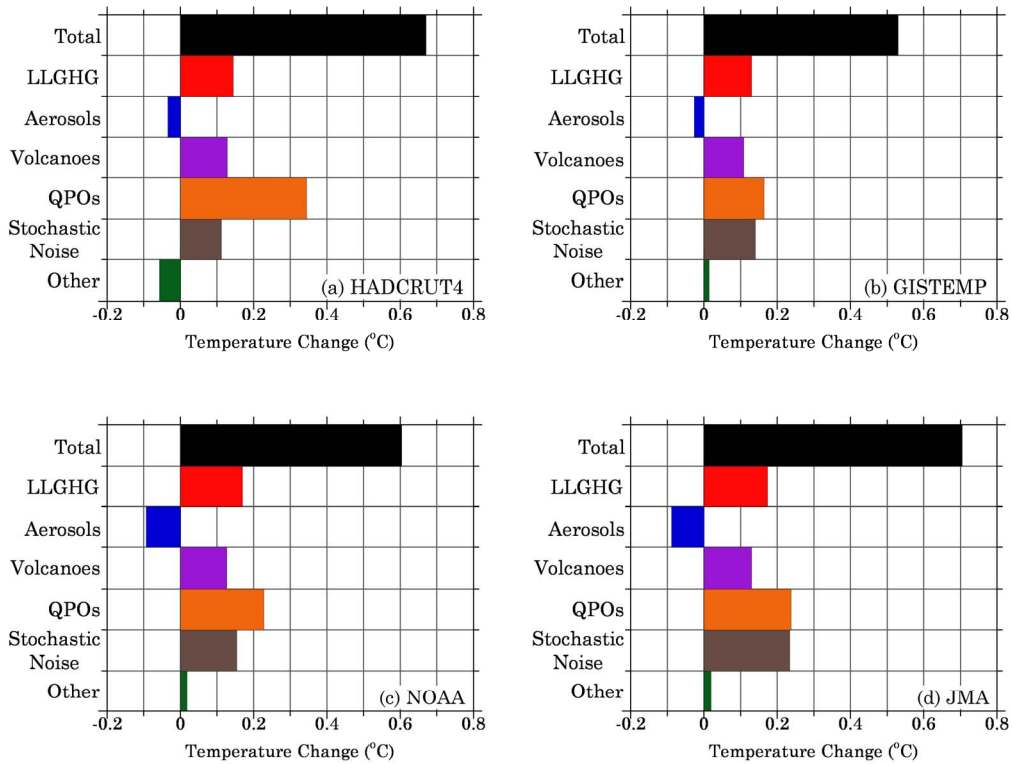 Total
LLGHG
Aerosols
Volcanoes
QPOs
Stochastic
Noise
Other
(a) HADCRUT4
-0.2 0 0.2 0.4 0.6 0.8
Temperature Change (°C)
Total
LLGHG
Aerosols
Volcanoes
QPOs
Stochastic
Noise
Other
(b) GISTEMP
-0.2 0 0.2 0.4 0.6 0.8
Temperature Change (°C)
Total
LLGHG
Aerosols
Volcanoes
QPOs
Stochastic
Noise
Other
(c) NOAA
-0.2 0 0.2 0.4 0.6 0.8
Temperature Change (°C)
Total
LLGHG
Aerosols
Volcanoes
QPOs
Stochastic
Noise
Other
(d) JMA
-0.2 0 0.2 0.4 0.6 0.8
Temperature Change (°C)